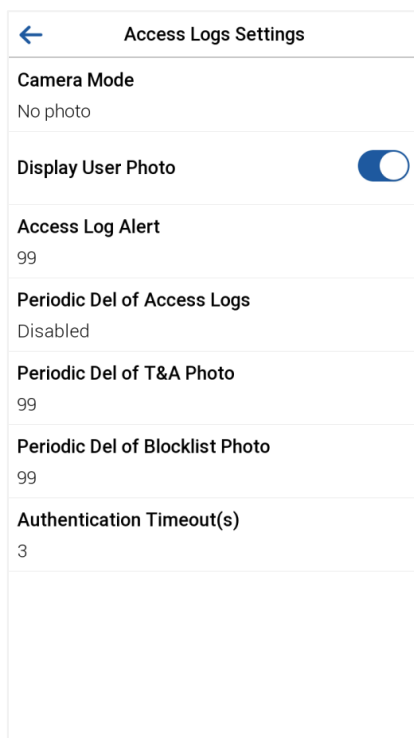 Access Logs Settings
Camera Mode
No photo
Display User Photo
Access Log Alert
99
Periodic Del of Access Logs
Disabled
Periodic Del of T&A Photo
99
Periodic Del of Blocklist Photo
99
Authentication Timeout(s)
3